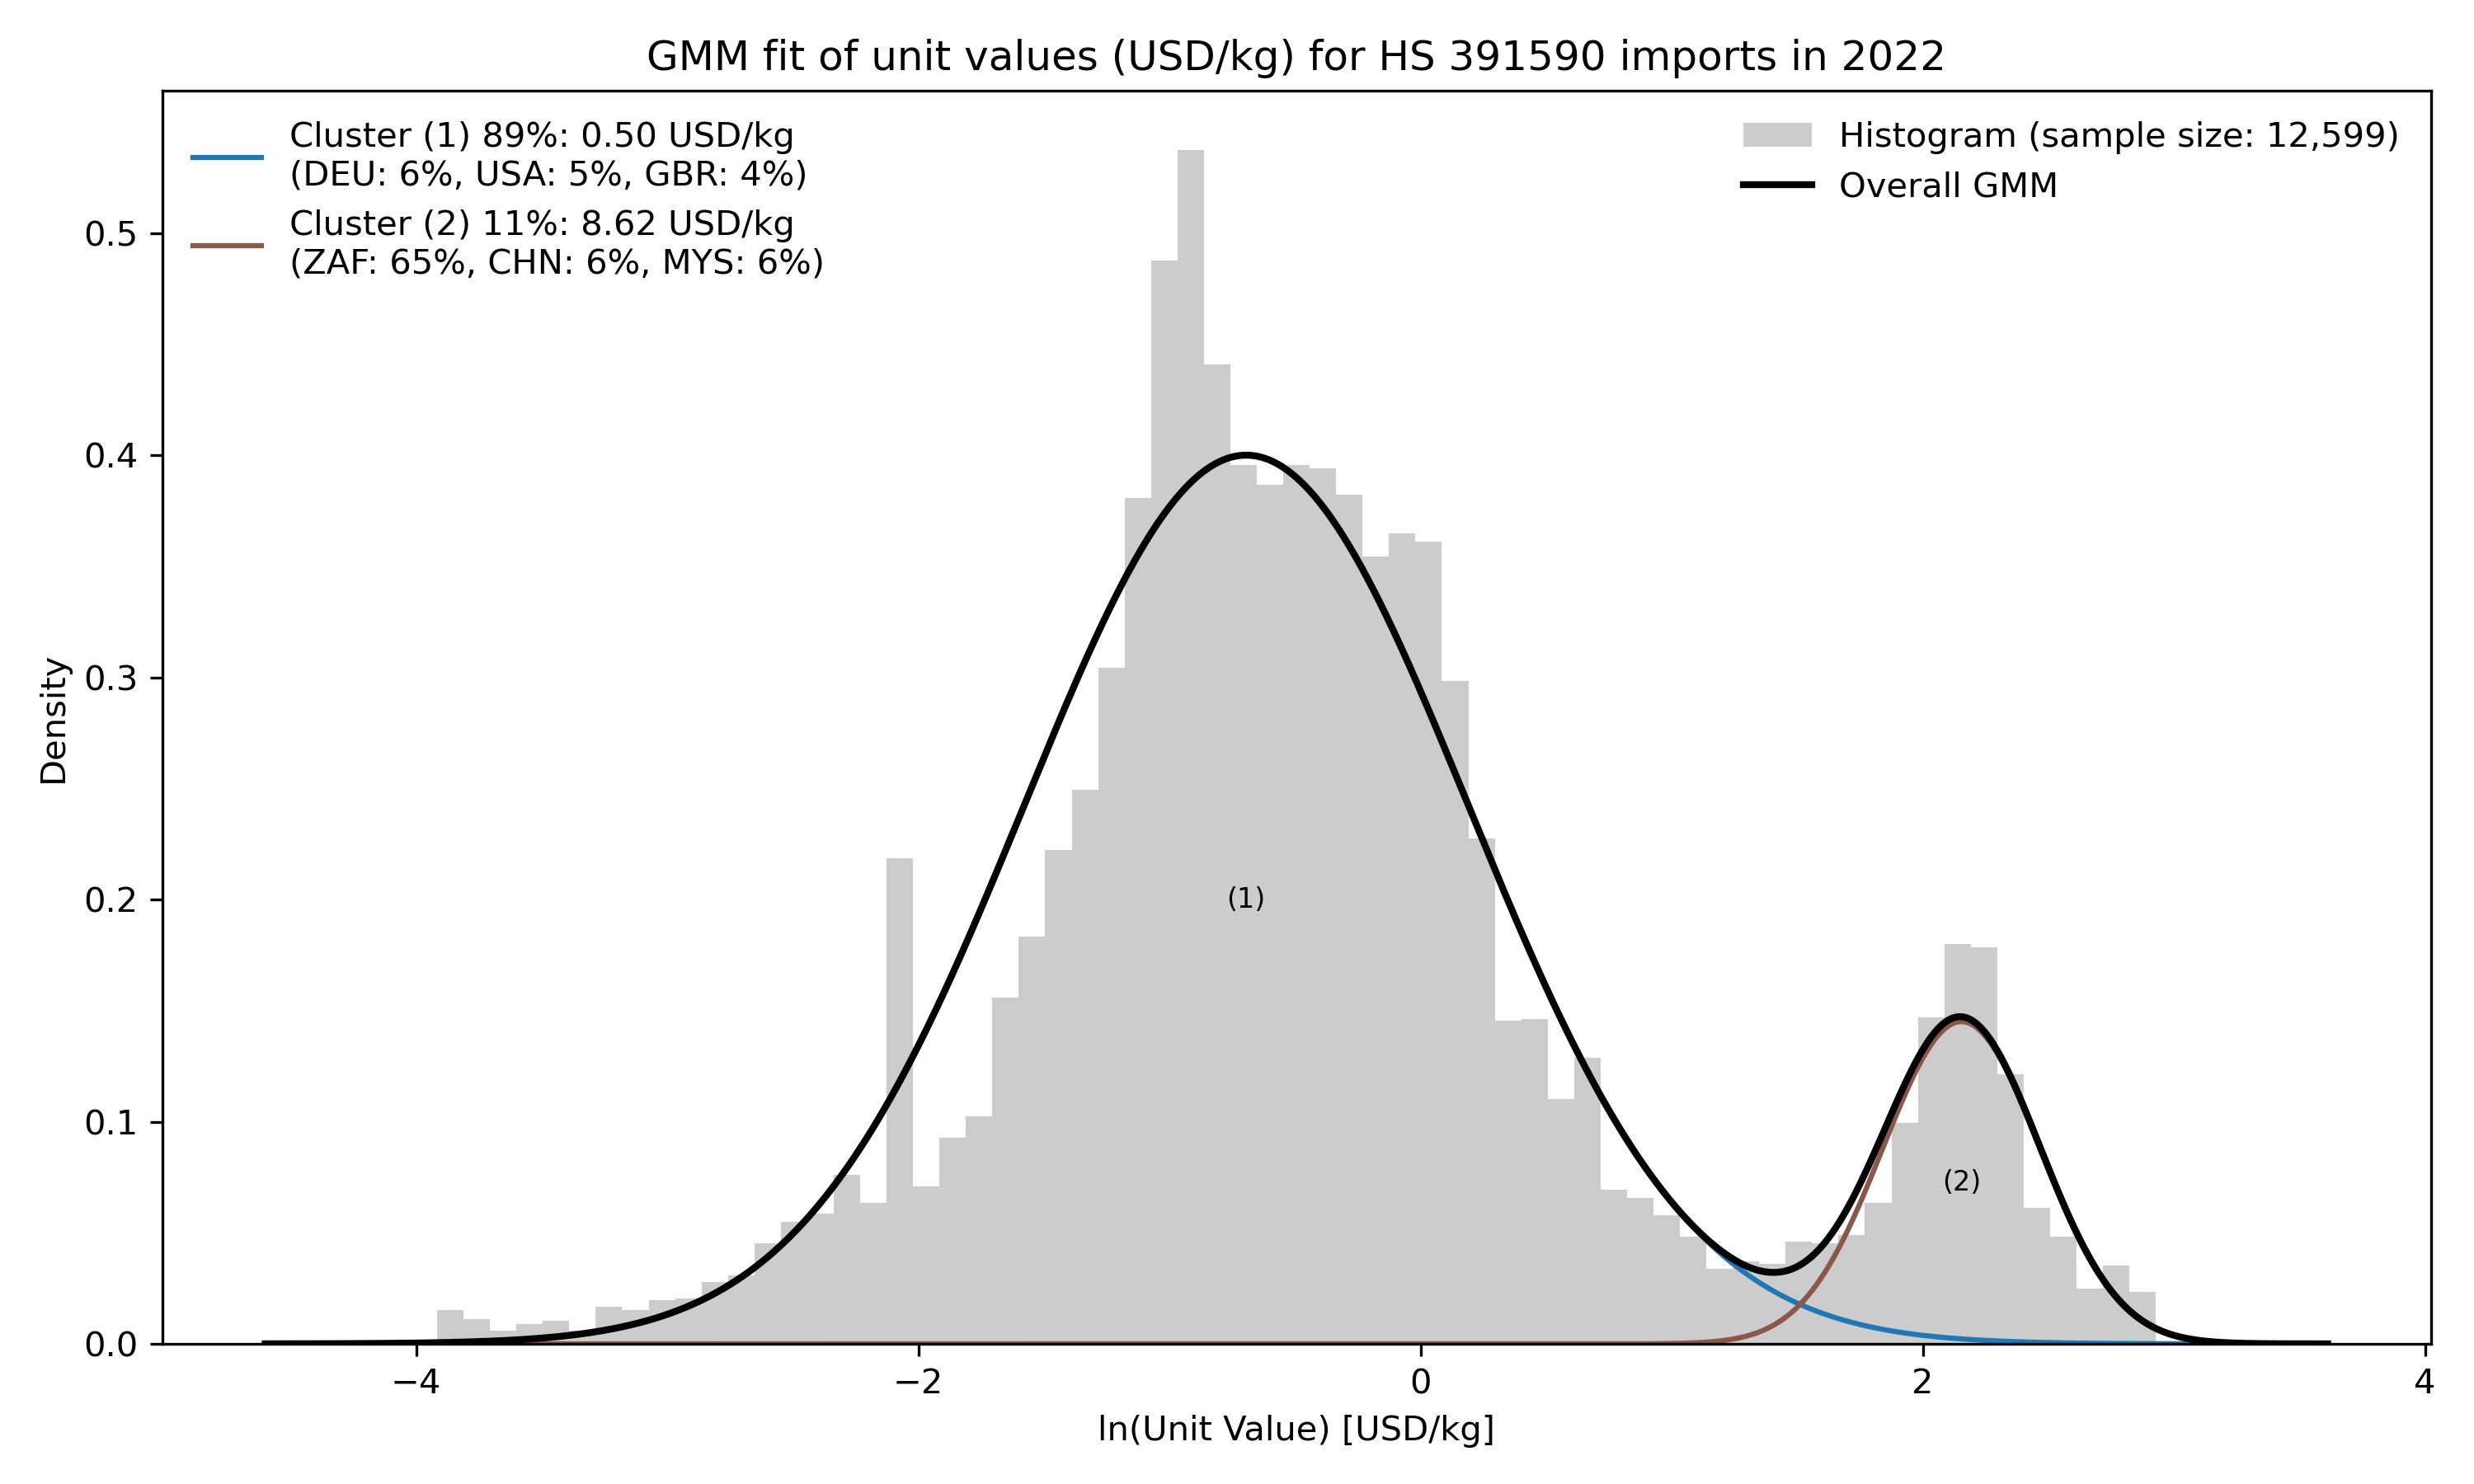 GMM fit of unit values (USD/kg) for HS 391590 imports in 2022
Cluster (1) 89%: 0.50 USD/kg
(DEU: 6%, USA: 5%, GBR: 4%)
Cluster (2) 11%: 8.62 USD/kg
(ZAF: 65%, CHN: 6%, MYS: 6%)
Histogram (sample size: 12,599)
Overall GMM
Density
0.5
0.4
0.3
0.2
0.1
0.0
(1)
(2)
−4
−2
0
2
4
ln(Unit Value) [USD/kg]